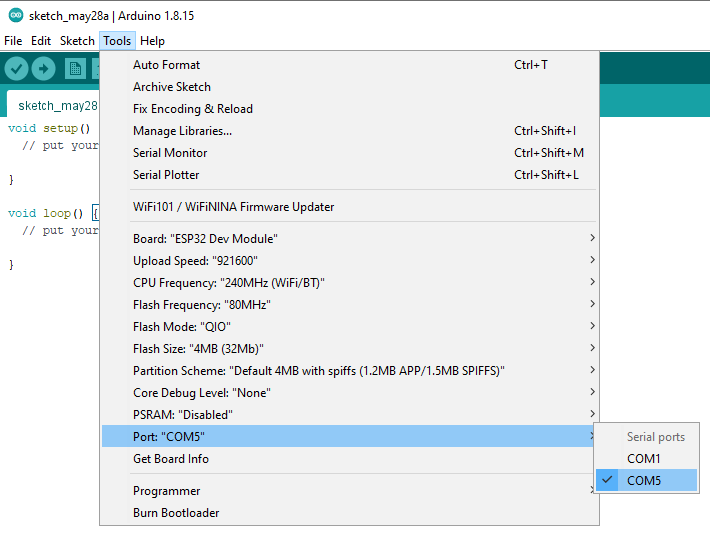 sketch_may28a | Arduino 1.8.15
File Edit Sketch Tools Help
Auto Format Ctrl+T
Archive Sketch
Fix Encoding & Reload
Manage Libraries... Ctrl+Shift+I
Serial Monitor Ctrl+Shift+M
Serial Plotter Ctrl+Shift+L
WiFi101 / WiFiNINA Firmware Updater
Board: "ESP32 Dev Module"
Upload Speed: "921600"
CPU Frequency: "240MHz (WiFi/BT)"
Flash Frequency: "80MHz"
Flash Mode: "QIO"
Flash Size: "4MB (32Mb)"
Partition Scheme: "Default 4MB with spiffs (1.2MB APP/1.5MB SPIFFS)"
Core Debug Level: "None"
PSRAM: "Disabled"
Port: "COM5"
Get Board Info
Programmer
Burn Bootloader
Serial ports
COM1
COM5
sketch_may28
void setup()
// put your
}
void loop() {
// put your
}